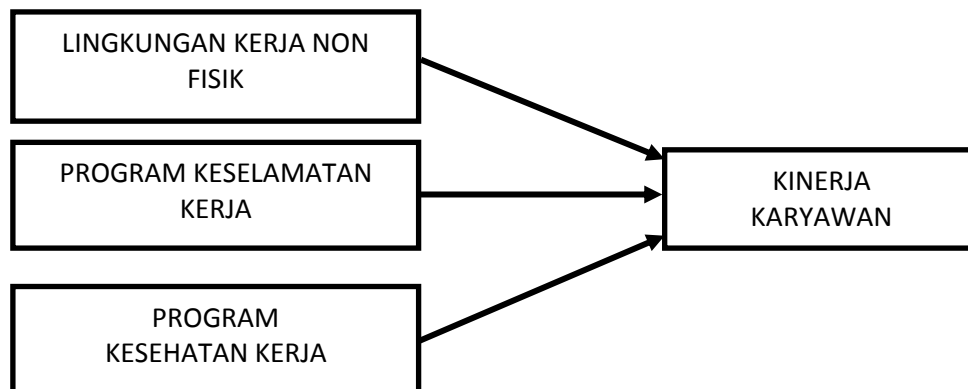 LINGKUNGAN KERJA NON
FISIK
PROGRAM KESELAMATAN
KERJA
KINERJA
KARYAWAN
PROGRAM
KESEHATAN KERJA